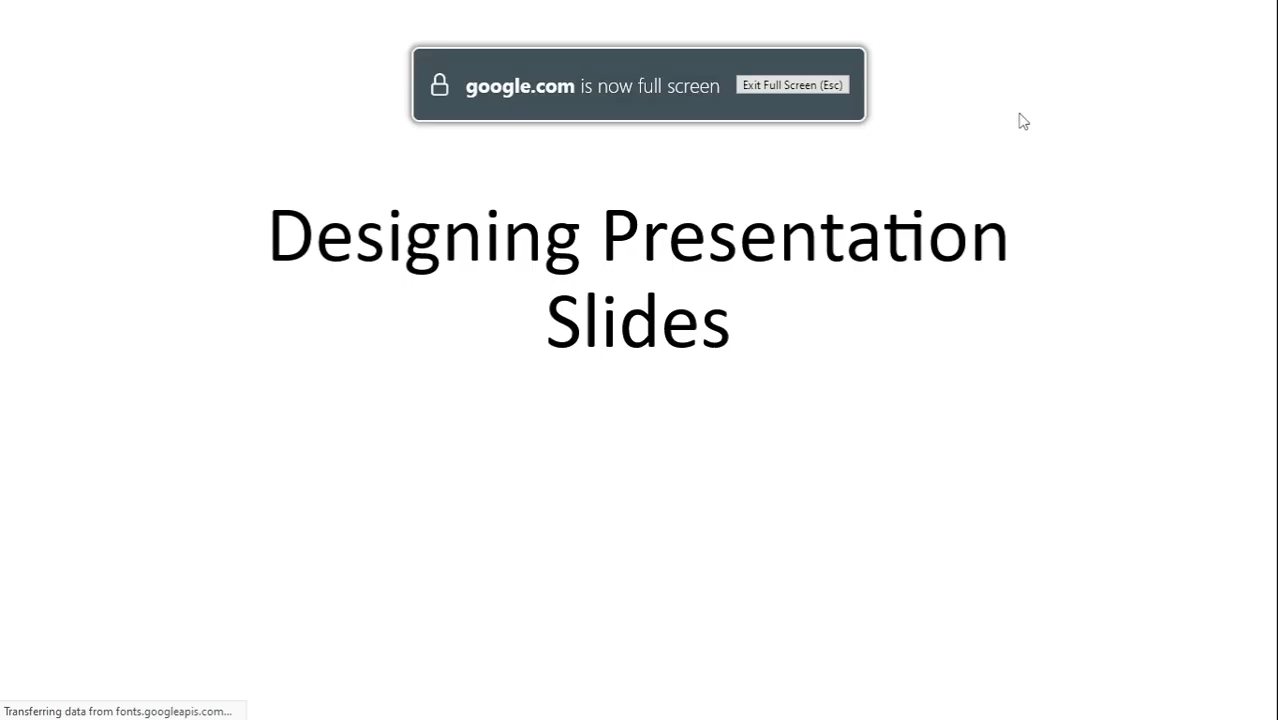 google.com is now full screen Exit Full Screen (Esc)
Designing Presentation
Slides
Transferring data from fonts.googleapis.com...